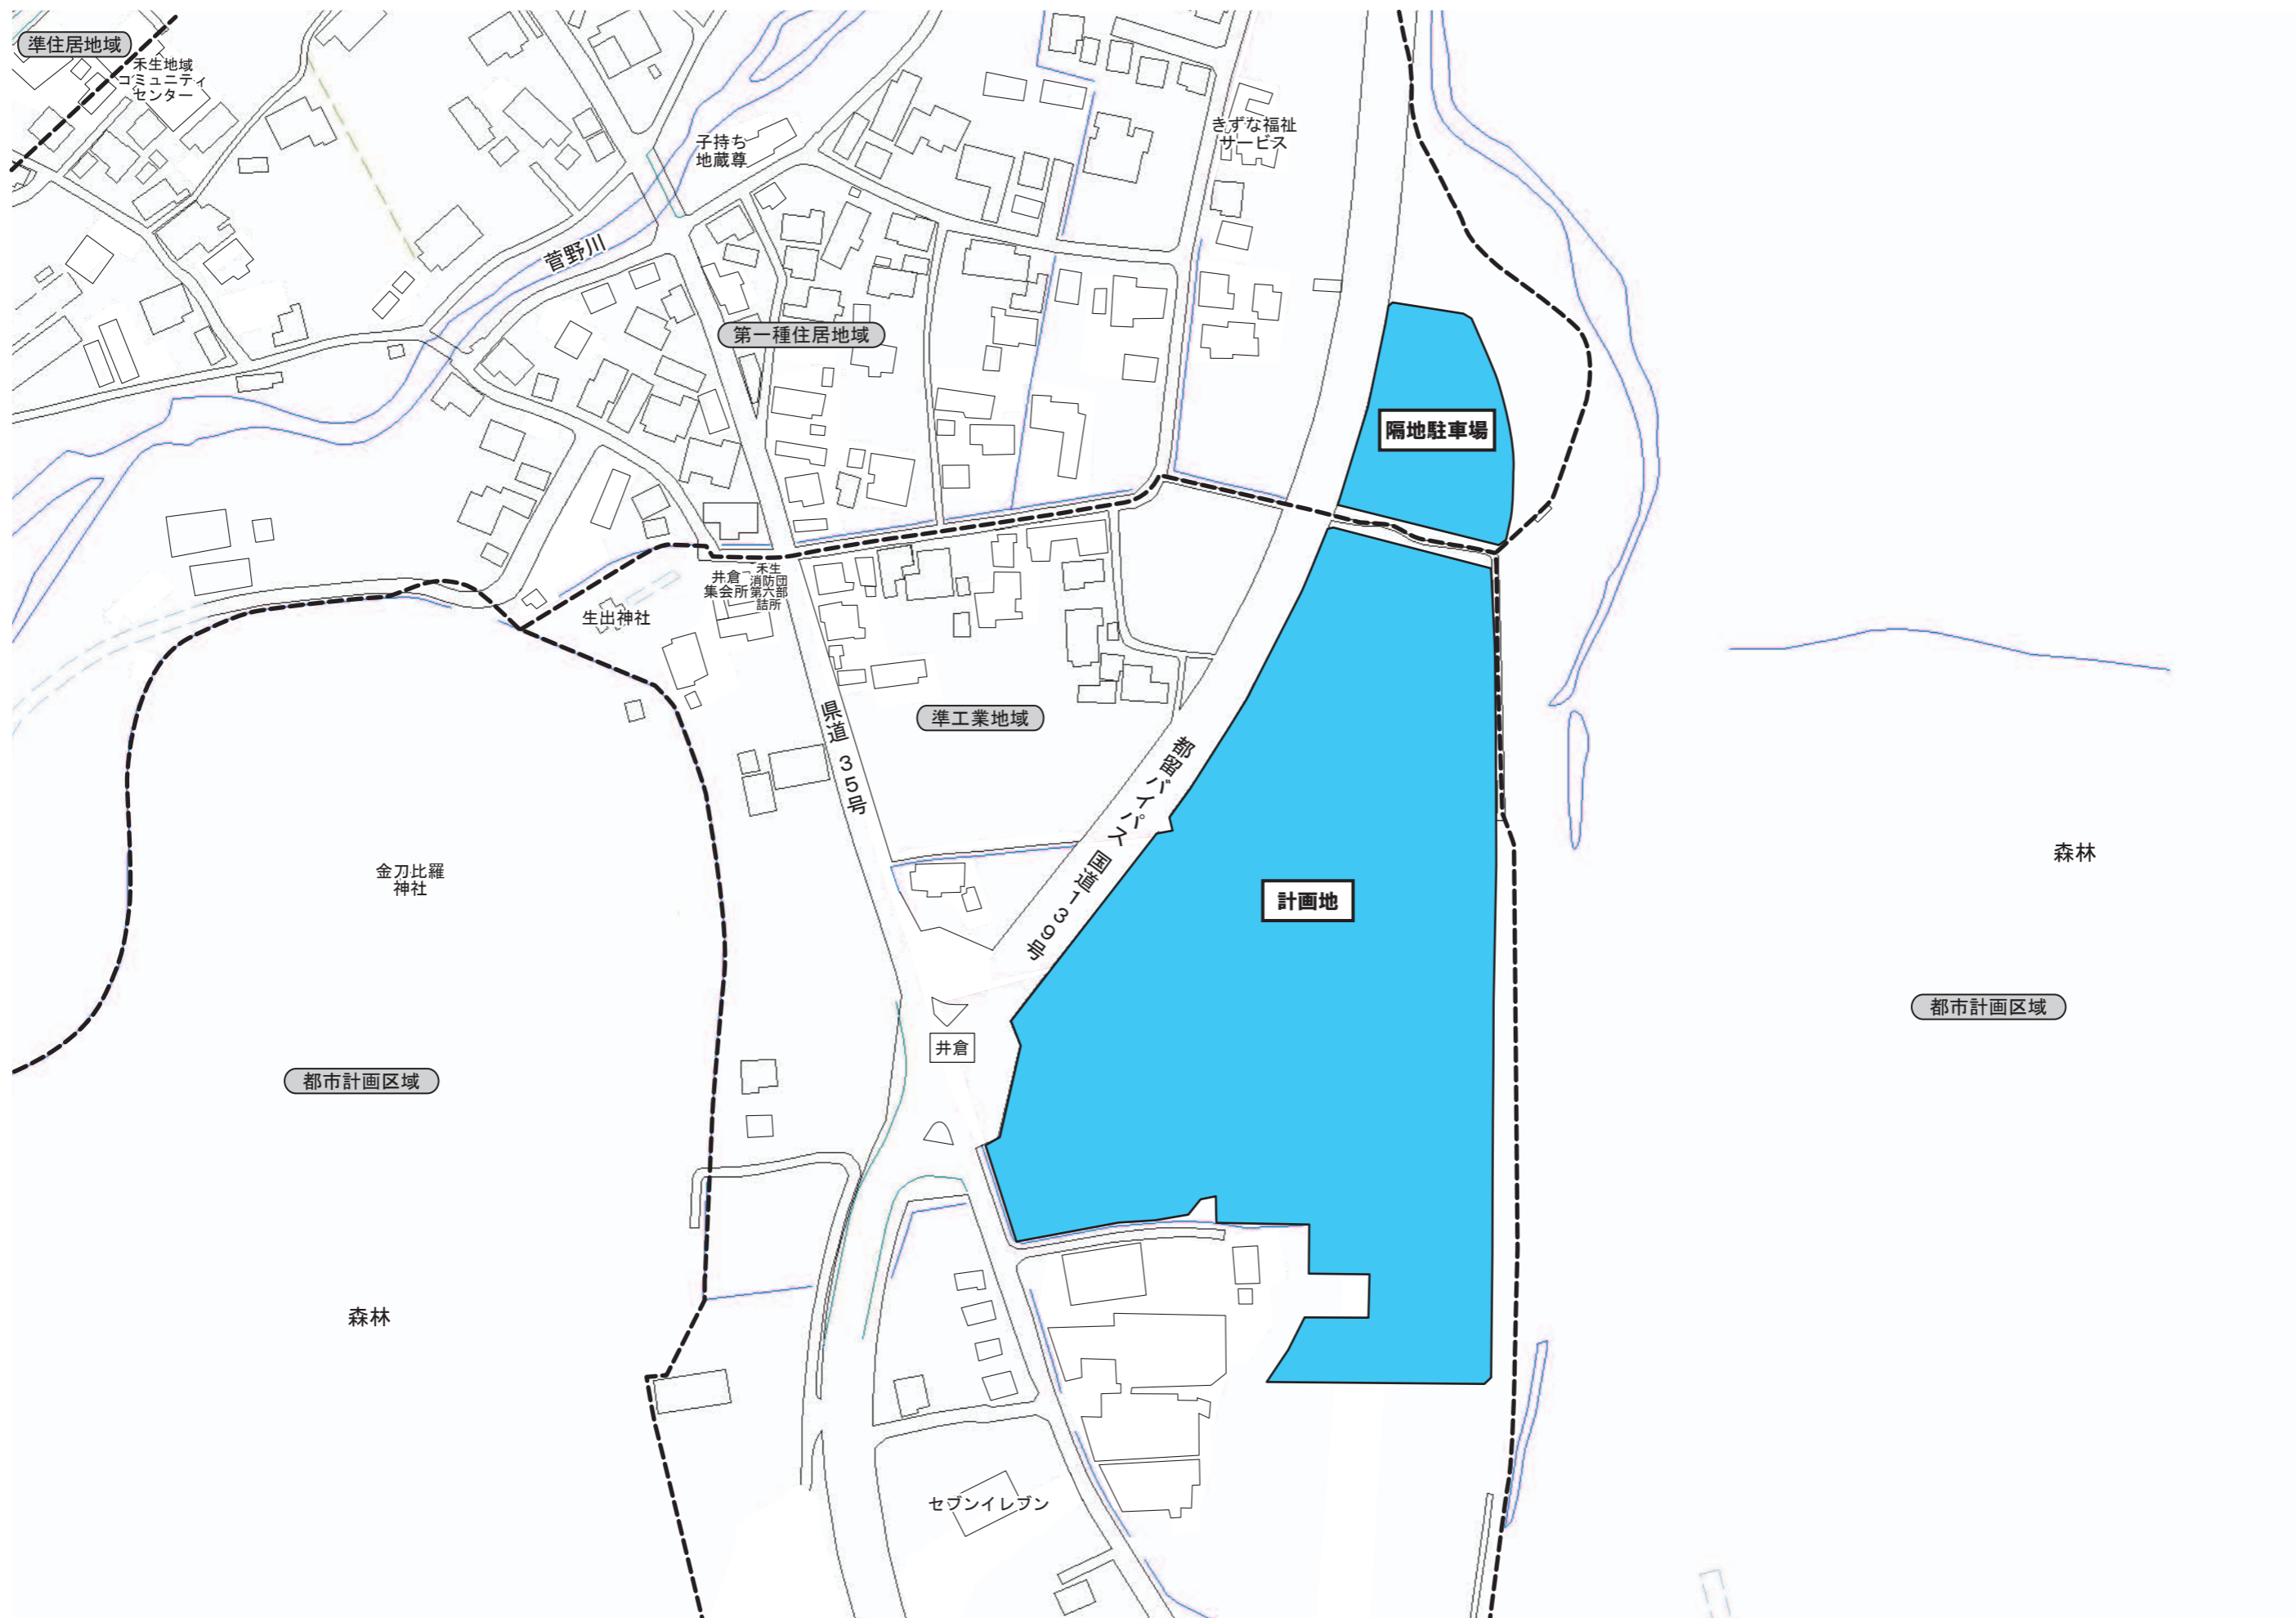 準住居地域
禾生地域
コミュニティ
センター
子持ち
地蔵尊
きずな福祉
サービス
菅野川
第一種住居地域
隔地駐車場
井倉
集会所
禾生
消防団
第六部
詰所
生出神社
準工業地域
県道 35号
都留バイパス 国道139号
金刀比羅
神社
計画地
森林
都市計画区域
井倉
都市計画区域
森林
セブンイレブン